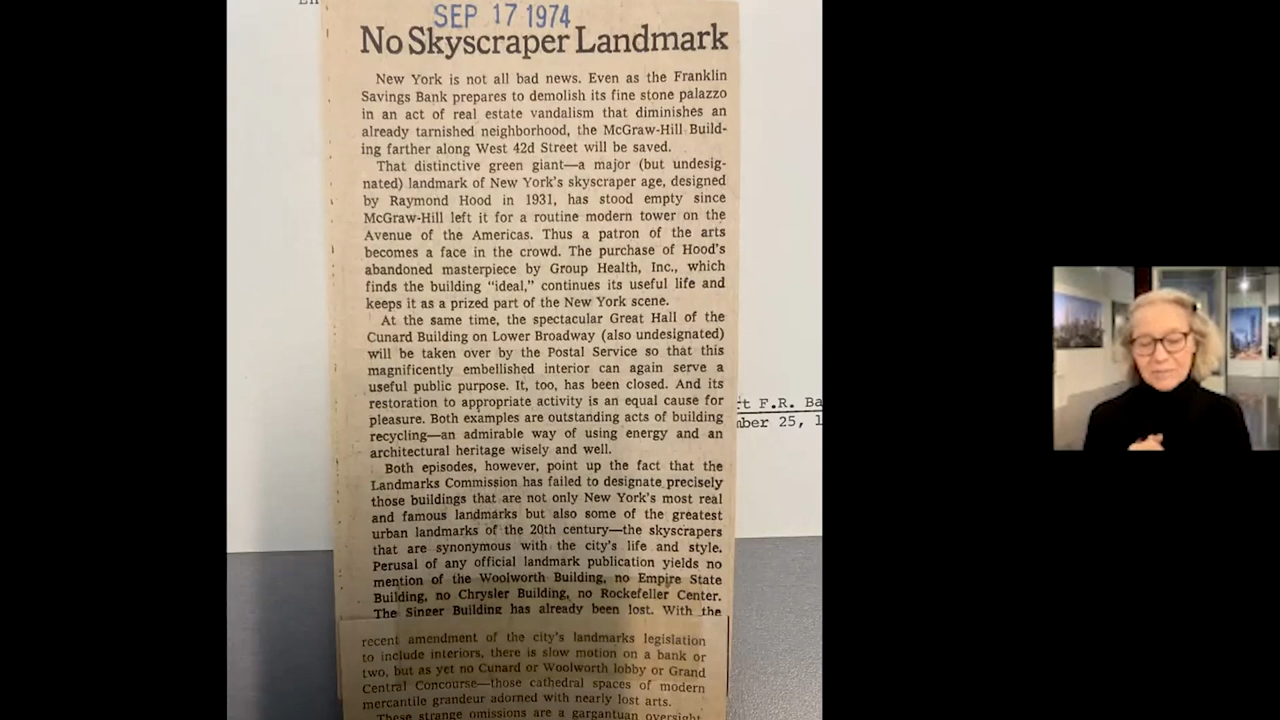 SEP 17 1974
No Skyscraper Landmark
New York is not all bad news. Even as the Franklin
Savings Bank prepares to demolish its fine stone palazzo
in an act of real estate vandalism that diminishes an
already tarnished neighborhood, the McGraw-Hill Build-
ing farther along West 42d Street will be saved.
That distinctive green giant—a major (but undesig-
nated) landmark of New York's skyscraper age, designed
by Raymond Hood in 1931, has stood empty since
McGraw-Hill left it for a routine modern tower on the
Avenue of the Americas. Thus a patron of the arts
becomes a face in the crowd. The purchase of Hood's
abandoned masterpiece by Group Health, Inc., which
finds the building "ideal," continues its useful life and
keeps it as a prized part of the New York scene.
At the same time, the spectacular Great Hall of the
Cunard Building on Lower Broadway (also undesignated)
will be taken over by the Postal Service so that this
magnificently embellished interior can again serve a
useful public purpose. It, too, has been closed. And its
restoration to appropriate activity is an equal cause for
pleasure. Both examples are outstanding acts of building
recycling—an admirable way of using energy and an
architectural heritage wisely and well.
Both episodes, however, point up the fact that the
Landmarks Commission has failed to designate precisely
those buildings that are not only New York's most real
and famous landmarks but also some of the greatest
urban landmarks of the 20th century—the skyscrapers
that are synonymous with the city's life and style.
Perusal of any official landmark publication yields no
mention of the Woolworth Building, no Empire State
Building, no Chrysler Building, no Rockefeller Center.
The Singer Building has already been lost. With the
recent amendment of the city's landmarks legislation
to include interiors, there is slow motion on a bank or
two, but as yet no Cunard or Woolworth lobby or Grand
Central Concourse—those cathedral spaces of modern
mercantile grandeur adorned with nearly lost arts.
These strange omissions are a gargantuan oversight
F.R. Ba
ber 25, 1